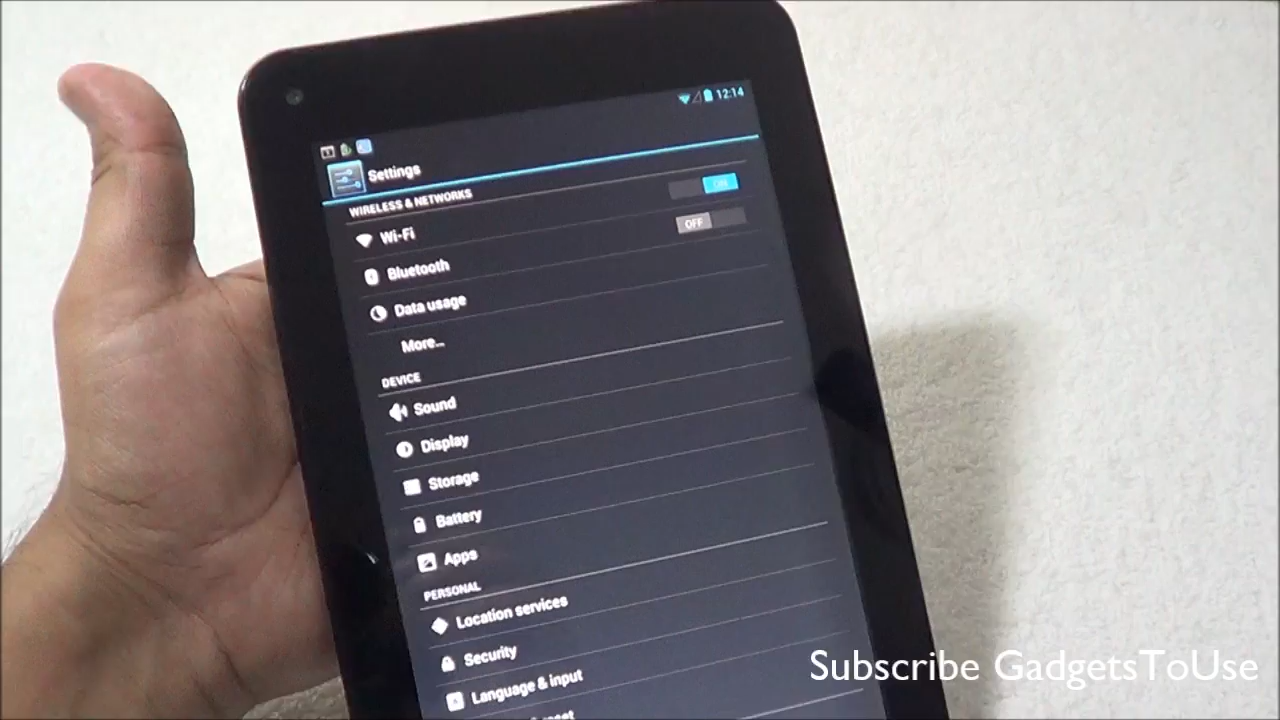 12:14
Settings
WIRELESS & NETWORKS
Wi-Fi
ON
Bluetooth
OFF
Data usage
More...
DEVICE
Sound
Display
Storage
Battery
Apps
PERSONAL
Location services
Security
Language & input
& reset
Subscribe GadgetsToUse